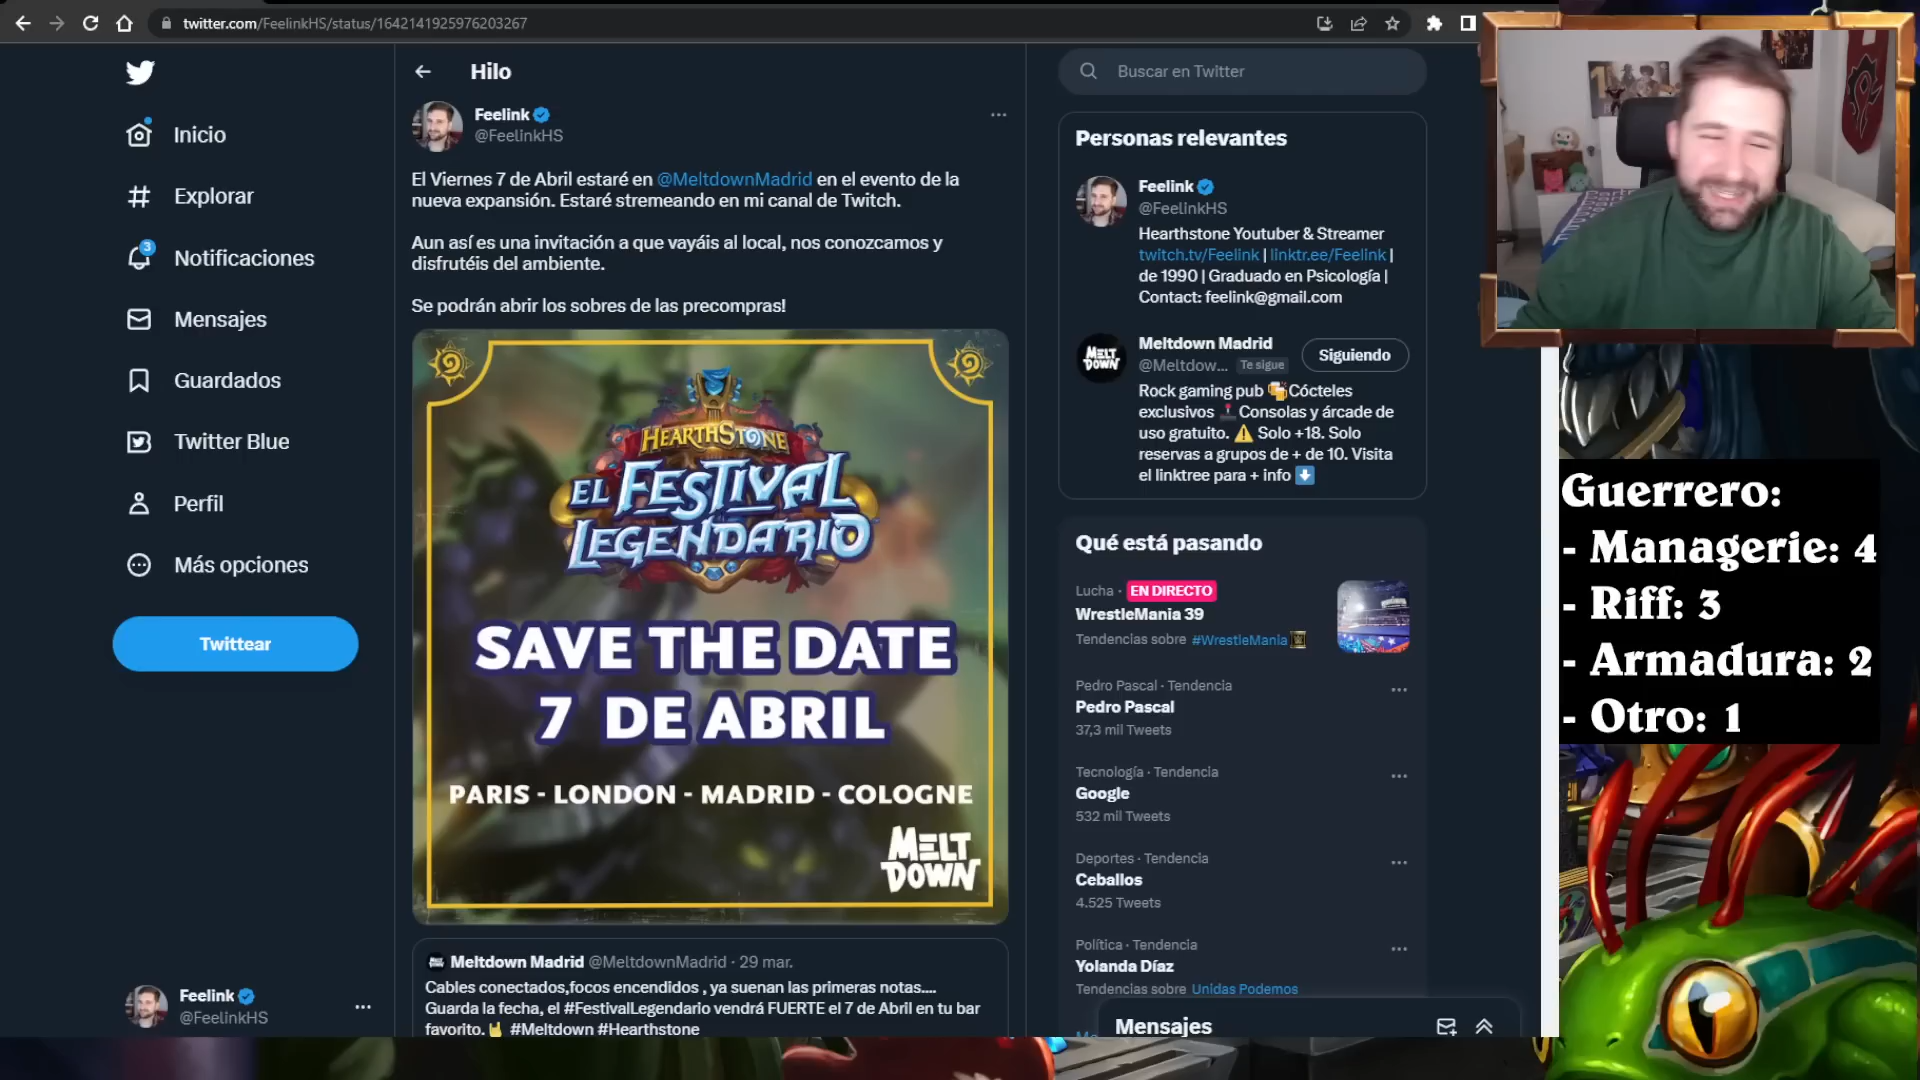 twitter.com/FeelinkHS/status/1642141925976203267
Inicio
Explorar
3
Notificaciones
Mensajes
Guardados
Twitter Blue
Perfil
Más opciones
Twittear
Feelink
@FeelinkHS
Hilo
Feelink
@FeelinkHS
El Viernes 7 de Abril estaré en @MeltdownMadrid en el evento de la
nueva expansión. Estaré stremeando en mi canal de Twitch.
Aun así es una invitación a que vayáis al local, nos conozcamos y
disfrutéis del ambiente.
Se podrán abrir los sobres de las precompras!
HEARTHSTONE
EL FESTIVAL
LEGENDARIO
SAVE THE DATE
7 DE ABRIL
PARIS - LONDON - MADRID - COLOGNE
MELT
DOWN
Meltdown Madrid @MeltdownMadrid · 29 mar.
Cables conectados,focos encendidos , ya suenan las primeras notas....
Guarda la fecha, el #FestivalLegendario vendrá FUERTE el 7 de Abril en tu bar
favorito. #Meltdown #Hearthstone
Buscar en Twitter
Personas relevantes
Feelink
@FeelinkHS
Hearthstone Youtuber & Streamer
twitch.tv/Feelink | linktr.ee/Feelink |
de 1990 | Graduado en Psicología |
Contact: feelink@gmail.com
MELT
DOWN
Meltdown Madrid
@Meltdow... Te sigue
Siguiendo
Rock gaming pub Cócteles
exclusivos Consolas y árcade de
uso gratuito. Solo +18. Solo
reservas a grupos de + de 10. Visita
el linktree para + info
Qué está pasando
Lucha · EN DIRECTO
WrestleMania 39
Tendencias sobre #WrestleMania
Pedro Pascal · Tendencia
Pedro Pascal
37,3 mil Tweets
Tecnología · Tendencia
Google
532 mil Tweets
Deportes · Tendencia
Ceballos
4.525 Tweets
Política · Tendencia
Yolanda Díaz
Tendencias sobre Unidas Podemos
Mensajes
Guerrero:
- Managerie: 4
- Riff: 3
- Armadura: 2
- Otro: 1